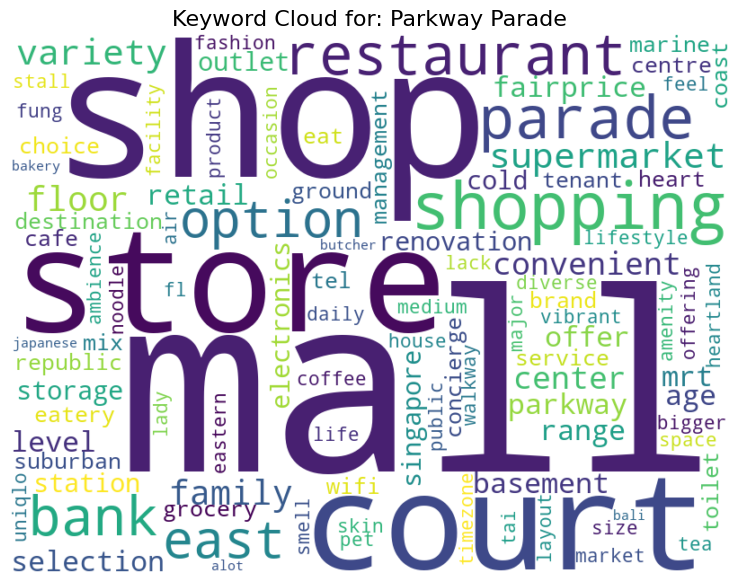 Keyword Cloud for: Parkway Parade
variety
fashion
outlet
restaurant
marine
centre
coast
stall
shop
fairprice
feel
fung
facility
product
occasion
eat
management
parade
choice
supermarket
bakery
cold
tenant
heart
floor
retail
ground
shopping
destination
air
option
lifestyle
cafe
butcher
renovation
ambience
noodle
store
lack
convenient
fl
electronics
tel
diverse
brand
amenity
offering
heartland
daily
medium
major
vibrant
japanese
mix
mall
house
offer
republic
concierge
walkway
service
storage
coffee
singapore
public
center
mrt
eatery
lady
eastern
life
parkway
age
level
range
bigger
space
suburban
station
family
wifi
basement
toilet
uniqlo
bank
grocery
smell
skin
court
timezone
tai
layout
bali
size
east
pet
tea
selection
alot
market